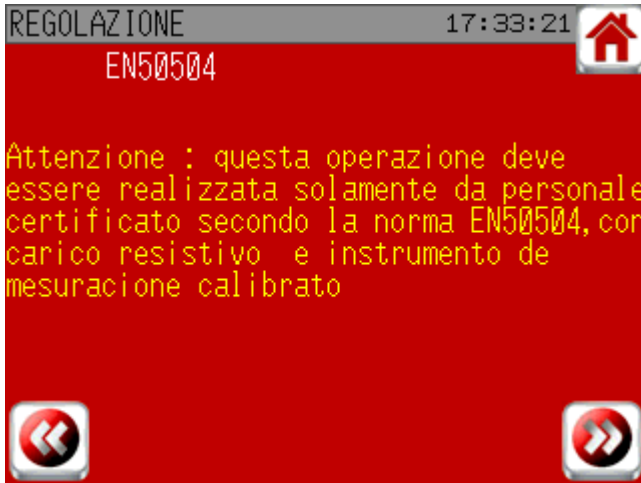 REGOLAZIONE 17:33:21
EN50504
Attenzione : questa operazione deve
essere realizzata solamente da personale
certificato secondo la norma EN50504,con
carico resistivo e instrumento de
mesuracione calibrato